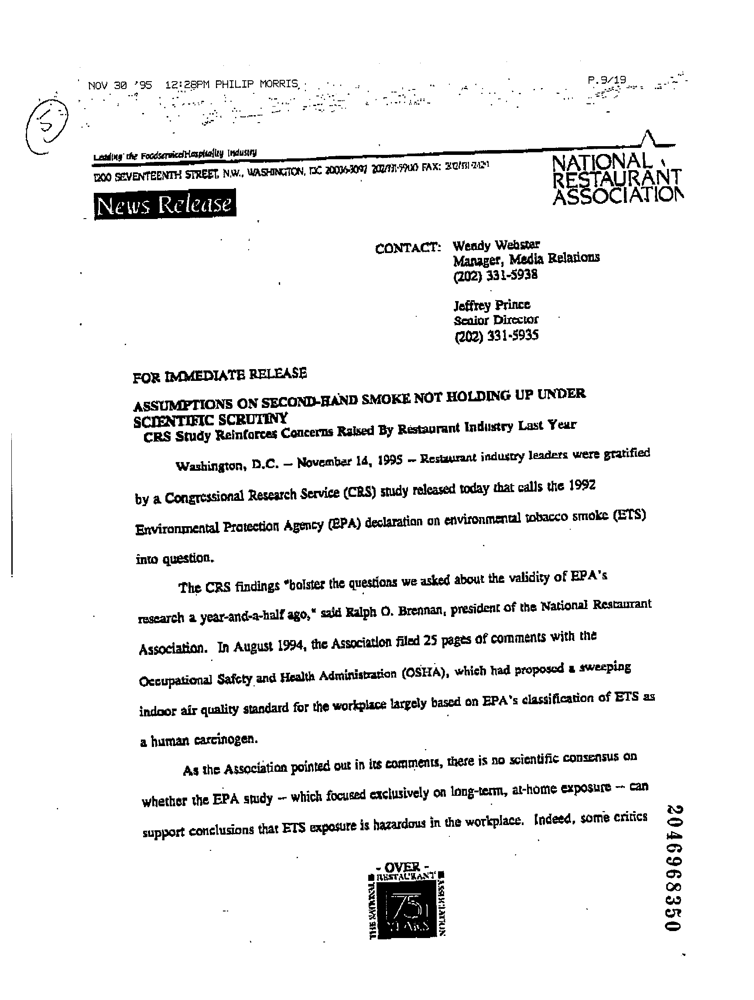 NOV 30 '95 12:28PM PHILIP MORRIS P.9/19
5
Leading the Foodservice/Hospitality Industry
1200 SEVENTEENTH STREET, N.W., WASHINGTON, DC 20036-3097 202/331-5900 FAX: 202/331-2429
NATIONAL
RESTAURANT
ASSOCIATION
News Release
CONTACT: Wendy Webster
Manager, Media Relations
(202) 331-5938
Jeffrey Prince
Senior Director
(202) 331-5935
FOR IMMEDIATE RELEASE
ASSUMPTIONS ON SECOND-HAND SMOKE NOT HOLDING UP UNDER
SCIENTIFIC SCRUTINY
CRS Study Reinforces Concerns Raised By Restaurant Industry Last Year
Washington, D.C. -- November 14, 1995 -- Restaurant industry leaders were gratified
by a Congressional Research Service (CRS) study released today that calls the 1992
Environmental Protection Agency (EPA) declaration on environmental tobacco smoke (ETS)
into question.
The CRS findings "bolster the questions we asked about the validity of EPA's
research a year-and-a-half ago," said Ralph O. Brennan, president of the National Restaurant
Association. In August 1994, the Association filed 25 pages of comments with the
Occupational Safety and Health Administration (OSHA), which had proposed a sweeping
indoor air quality standard for the workplace largely based on EPA's classification of ETS as
a human carcinogen.
As the Association pointed out in its comments, there is no scientific consensus on
whether the EPA study -- which focused exclusively on long-term, at-home exposure -- can
support conclusions that ETS exposure is hazardous in the workplace. Indeed, some critics
- OVER -
THE NATIONAL RESTAURANT ASSOCIATION
75
YEARS
2046968350